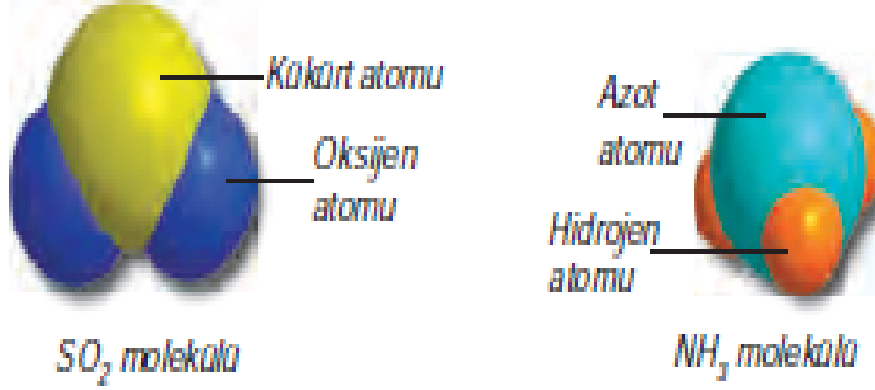 Kükürt atomu
Oksijen
atomu
SO₂ molekülü
Azot
atomu
Hidrojen
atomu
NH₃ molekülü